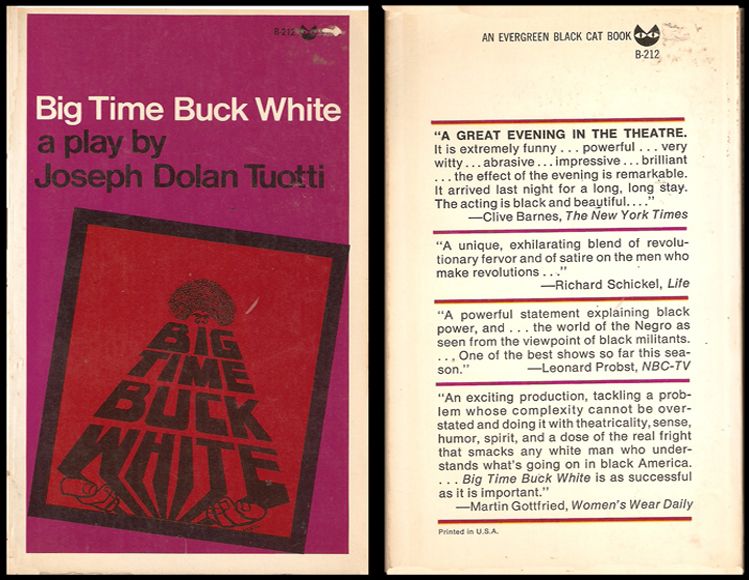 B-212
Big Time Buck White
a play by
Joseph Dolan Tuotti
BIG
TIME
BUCK
WHITE
AN EVERGREEN BLACK CAT BOOK
B-212
"A GREAT EVENING IN THE THEATRE.
It is extremely funny . . . powerful . . . very
witty . . . abrasive . . . impressive . . . brilliant
. . . the effect of the evening is remarkable.
It arrived last night for a long, long stay.
The acting is black and beautiful. . . ."
—Clive Barnes, The New York Times
"A unique, exhilarating blend of revolu-
tionary fervor and of satire on the men who
make revolutions . . ."
—Richard Schickel, Life
"A powerful statement explaining black
power, and . . . the world of the Negro as
seen from the viewpoint of black militants.
. . , One of the best shows so far this sea-
son." —Leonard Probst, NBC-TV
"An exciting production, tackling a prob-
lem whose complexity cannot be over-
stated and doing it with theatricality, sense,
humor, spirit, and a dose of the real fright
that smacks any white man who under-
stands what's going on in black America.
. . . Big Time Buck White is as successful
as it is important."
—Martin Gottfried, Women's Wear Daily
Printed in U.S.A.